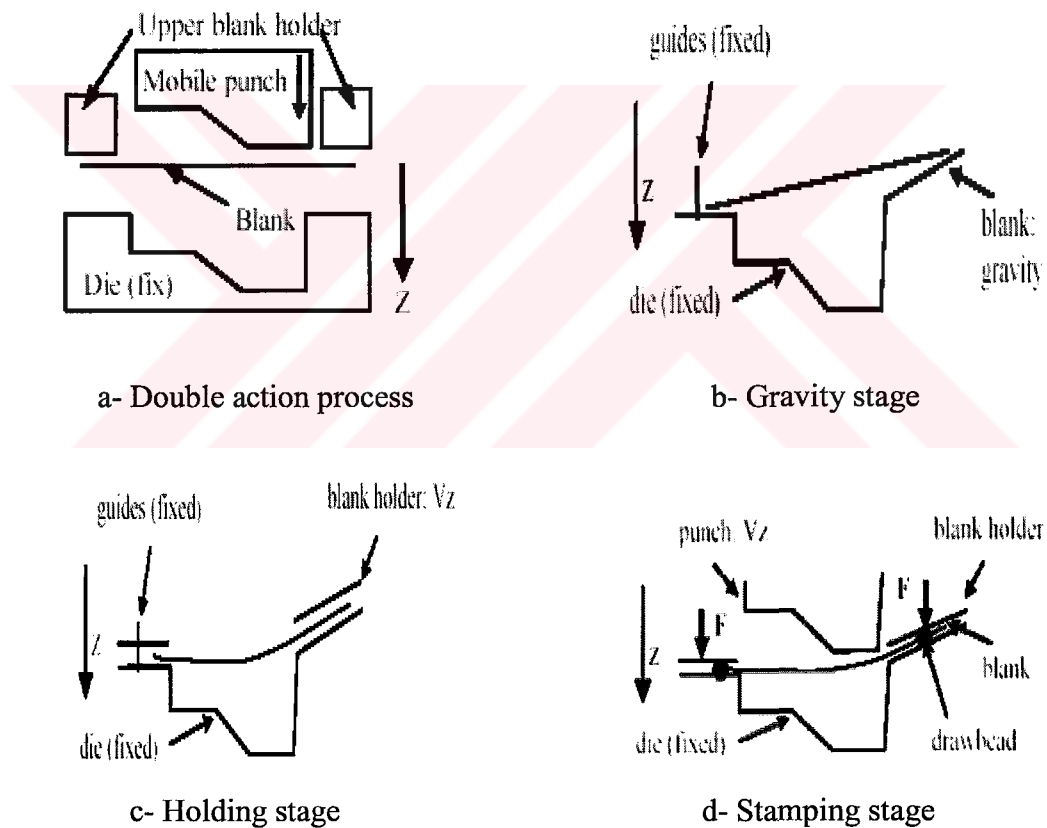 Upper blank holder
Mobile punch
Blank
Die (fix)
Z
a- Double action process
guides (fixed)
Z
blank:
gravity
die (fixed)
b- Gravity stage
guides (fixed)
blank holder: Vz
Z
die (fixed)
c- Holding stage
punch Vz
blank holder
F
F
Z
blank
die (fixed)
drawbead
d- Stamping stage